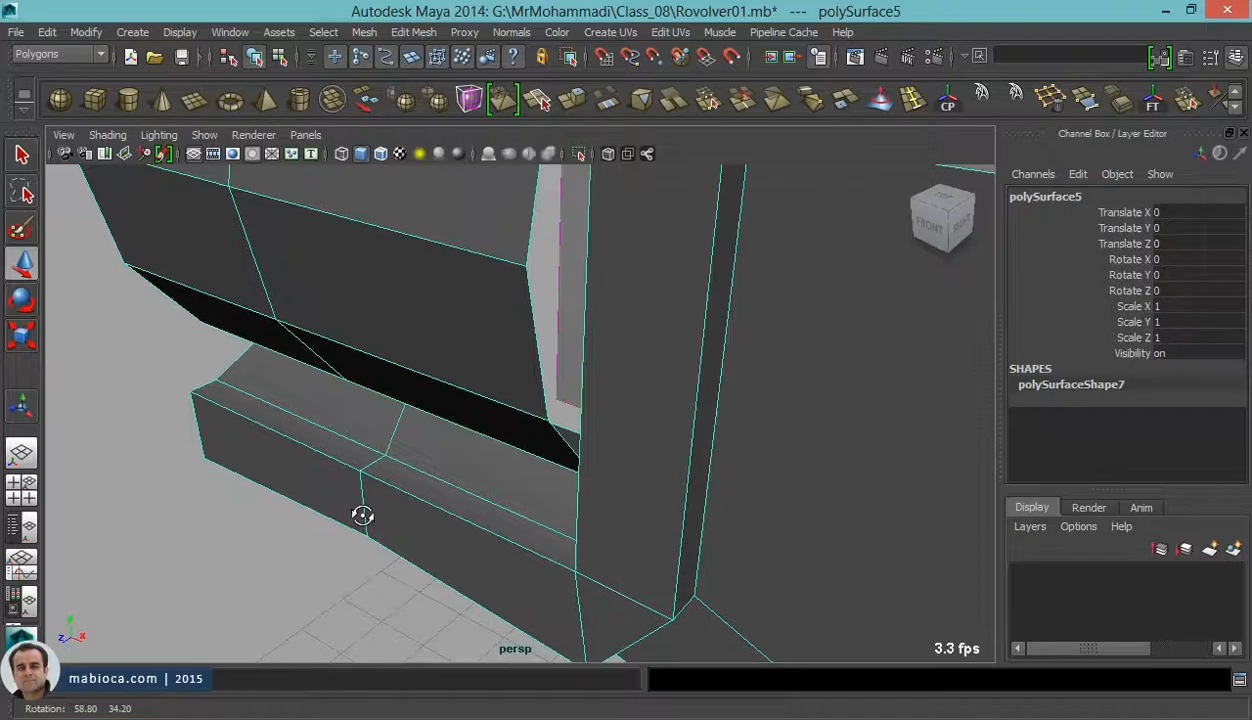 Autodesk Maya 2014: G:\MrMohammadi\Class_08\Rovolver01.mb* --- polySurface5
File Edit Modify Create Display Window Assets Select Mesh Edit Mesh Proxy Normals Color Create UVs Edit UVs Muscle Pipeline Cache Help
Polygons
CP
FT
View Shading Lighting Show Renderer Panels
Channel Box / Layer Editor
Channels Edit Object Show
polySurface5
Translate X 0
Translate Y 0
Translate Z 0
Rotate X 0
Rotate Y 0
Rotate Z 0
Scale X 1
Scale Y 1
Scale Z 1
Visibility on
SHAPES
polySurfaceShape7
TOP
FRONT
RIGHT
Display Render Anim
Layers Options Help
y
z
x
persp
3.3 fps
mabioca.com | 2015
Rotation: 58.80 34.20